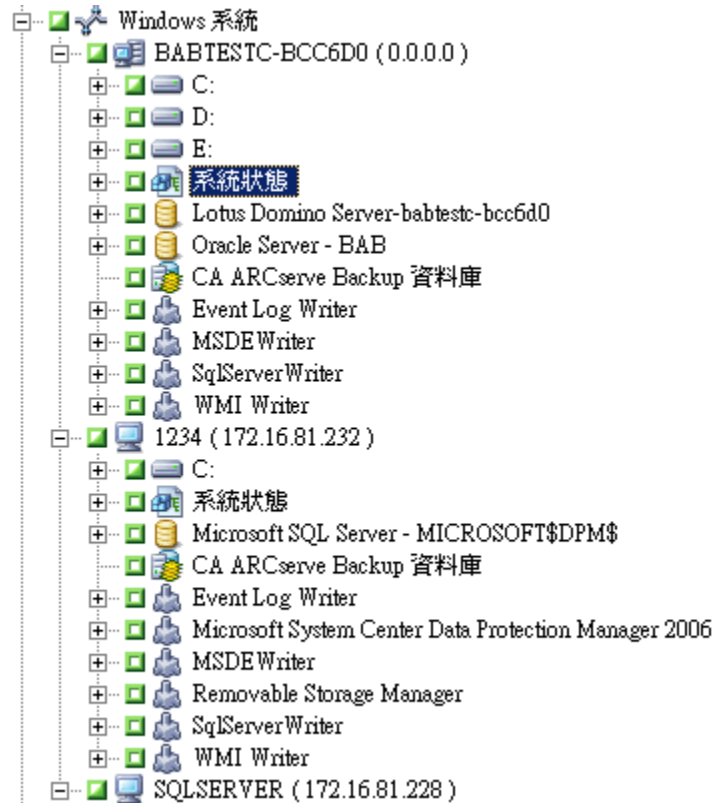 Windows 系統
BABTESTC-BCC6D0 ( 0.0.0.0 )
C:
D:
E:
系統狀態
Lotus Domino Server-babtestc-bcc6d0
Oracle Server - BAB
CA ARCserve Backup 資料庫
Event Log Writer
MSDEWriter
SqlServerWriter
WMI Writer
1234 ( 172.16.81.232 )
C:
系統狀態
Microsoft SQL Server - MICROSOFT$DPM$
CA ARCserve Backup 資料庫
Event Log Writer
Microsoft System Center Data Protection Manager 2006
MSDEWriter
Removable Storage Manager
SqlServerWriter
WMI Writer
SQLSERVER ( 172.16.81.228 )